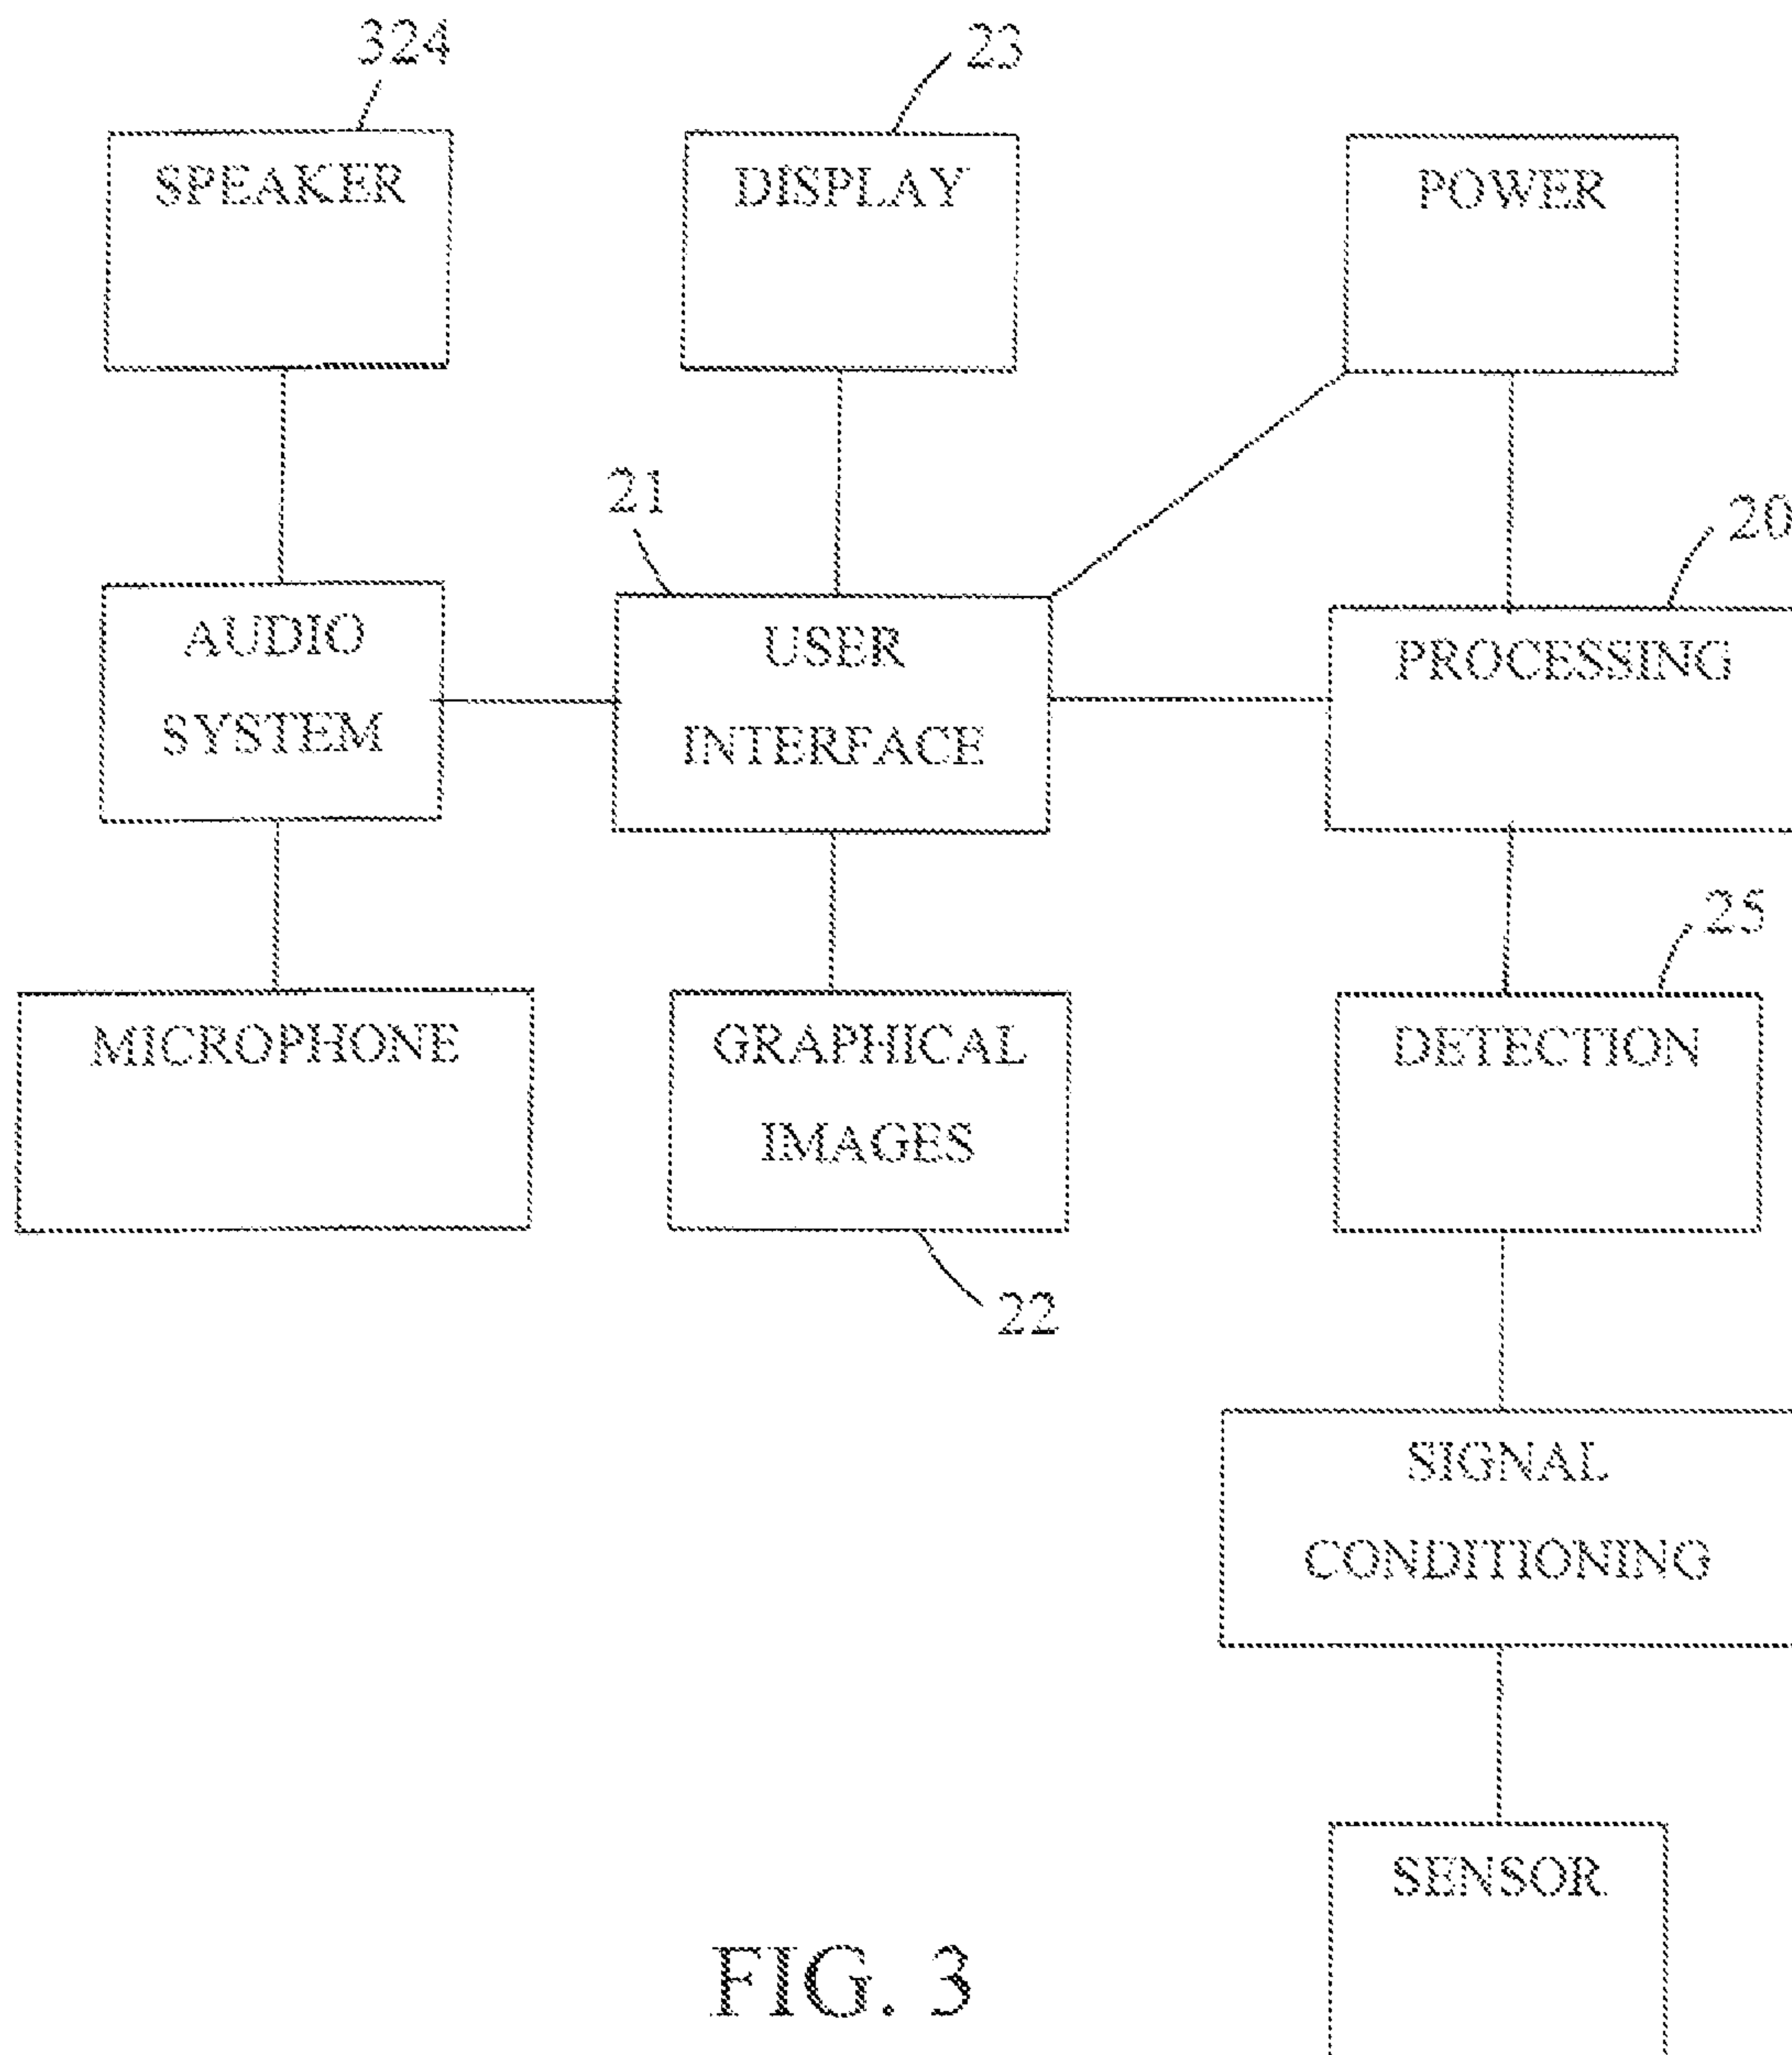 324
23
SPEAKER
DISPLAY
POWER
21
20
AUDIO
SYSTEM
USER
INTERFACE
PROCESSING
25
MICROPHONE
GRAPHICAL
IMAGES
DETECTION
22
SIGNAL
CONDITIONING
SENSOR
FIG. 3